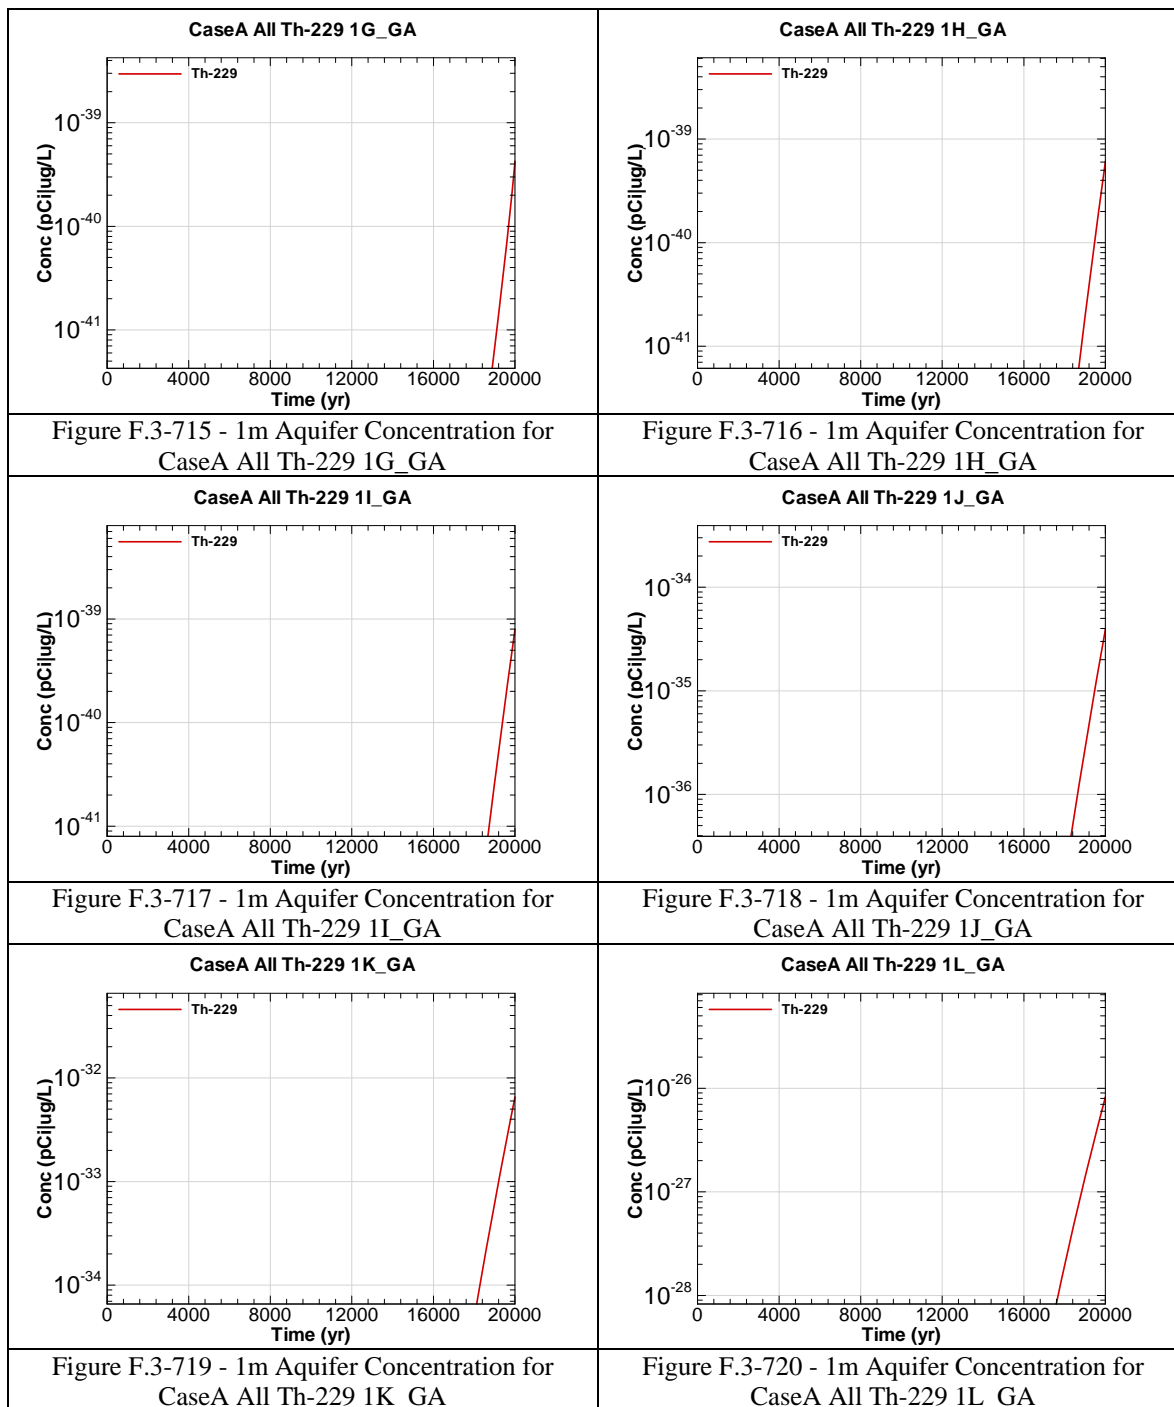 CaseA All Th-229 1G_GA
Th-229
10-39
10-40
10-41
Conc (pCi|ug/L)
0 4000 8000 12000 16000 20000
Time (yr)
Figure F.3-715 - 1m Aquifer Concentration for
CaseA All Th-229 1G_GA
CaseA All Th-229 1H_GA
Th-229
10-39
10-40
10-41
Conc (pCi|ug/L)
0 4000 8000 12000 16000 20000
Time (yr)
Figure F.3-716 - 1m Aquifer Concentration for
CaseA All Th-229 1H_GA
CaseA All Th-229 1I_GA
Th-229
10-39
10-40
10-41
Conc (pCi|ug/L)
0 4000 8000 12000 16000 20000
Time (yr)
Figure F.3-717 - 1m Aquifer Concentration for
CaseA All Th-229 1I_GA
CaseA All Th-229 1J_GA
Th-229
10-34
10-35
10-36
Conc (pCi|ug/L)
0 4000 8000 12000 16000 20000
Time (yr)
Figure F.3-718 - 1m Aquifer Concentration for
CaseA All Th-229 1J_GA
CaseA All Th-229 1K_GA
Th-229
10-32
10-33
10-34
Conc (pCi|ug/L)
0 4000 8000 12000 16000 20000
Time (yr)
Figure F.3-719 - 1m Aquifer Concentration for
CaseA All Th-229 1K_GA
CaseA All Th-229 1L_GA
Th-229
10-26
10-27
10-28
Conc (pCi|ug/L)
0 4000 8000 12000 16000 20000
Time (yr)
Figure F.3-720 - 1m Aquifer Concentration for
CaseA All Th-229 1L_GA